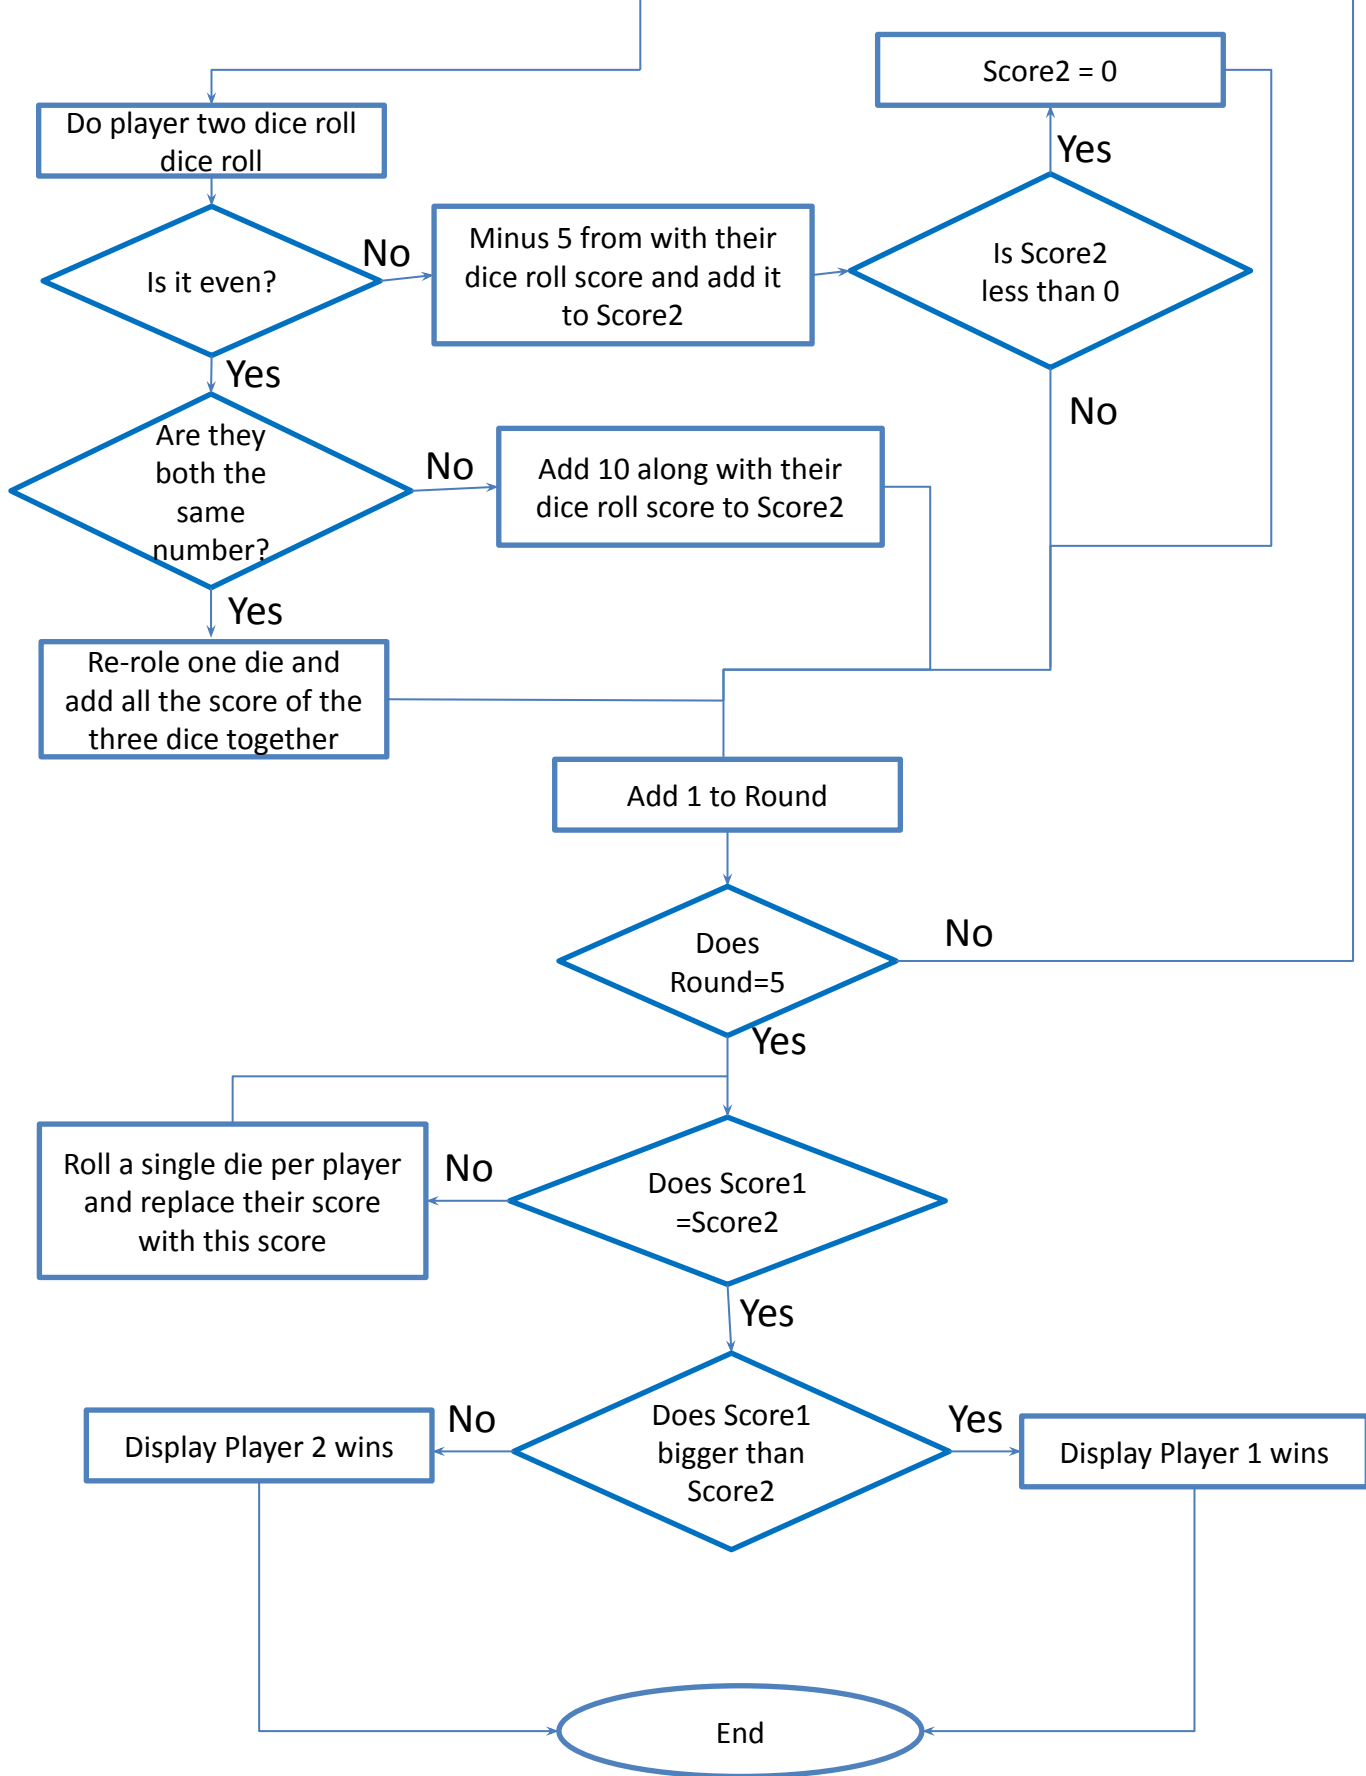 Score2 = 0
Do player two dice roll
dice roll
Yes
No
Minus 5 from with their
dice roll score and add it
to Score2
Is Score2
less than 0
Is it even?
Yes
No
Are they
both the
same
number?
No
Add 10 along with their
dice roll score to Score2
Yes
Re-role one die and
add all the score of the
three dice together
Add 1 to Round
Does
Round=5
No
Yes
Roll a single die per player
and replace their score
with this score
No
Does Score1
=Score2
Yes
Display Player 2 wins
No
Does Score1
bigger than
Score2
Yes
Display Player 1 wins
End